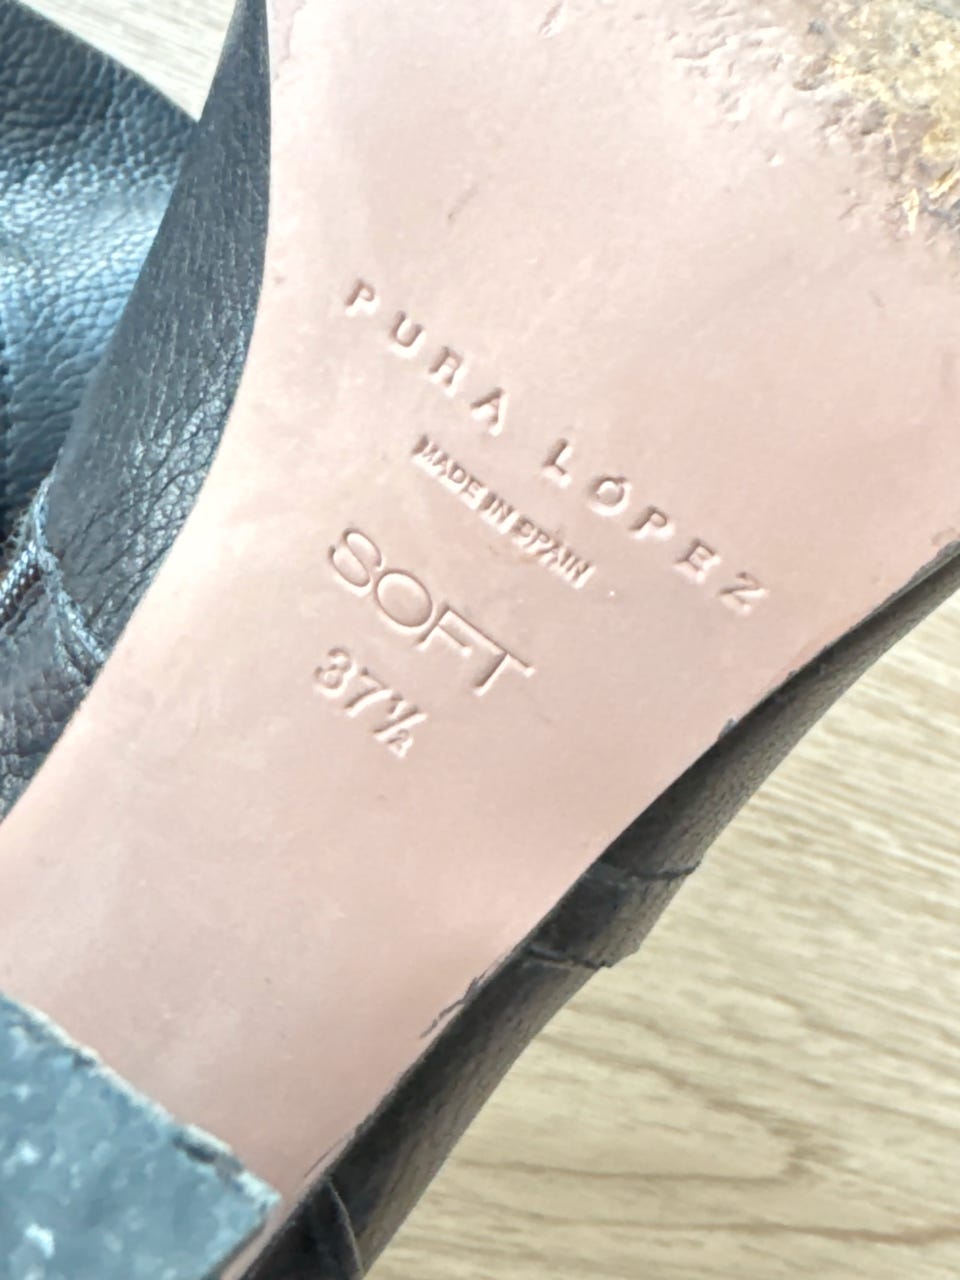 PURA LÓPEZ
MADE IN SPAIN
SOFT
37½